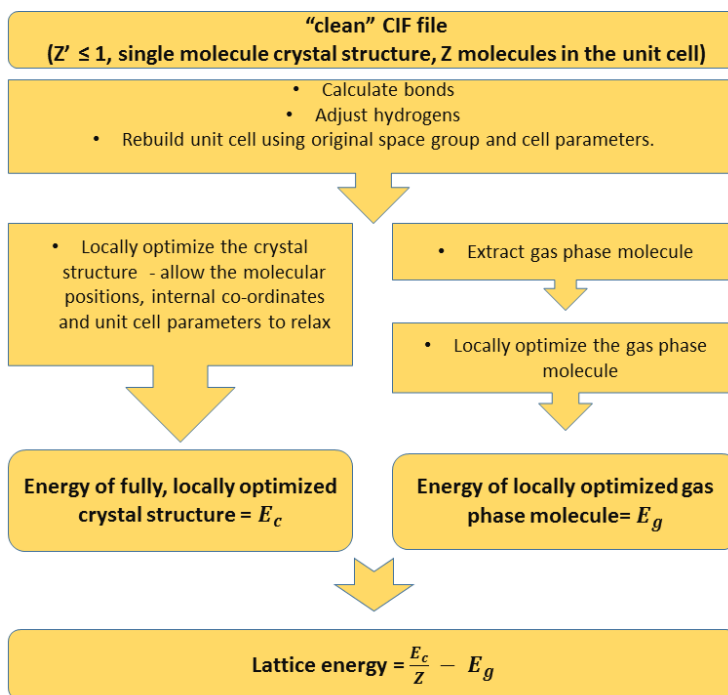 “clean” CIF file
(Z’ ≤ 1, single molecule crystal structure, Z molecules in the unit cell)
• Calculate bonds
• Adjust hydrogens
• Rebuild unit cell using original space group and cell parameters.
• Locally optimize the crystal
structure - allow the molecular
positions, internal co-ordinates
and unit cell parameters to relax
• Extract gas phase molecule
• Locally optimize the gas phase
molecule
Energy of fully, locally optimized
crystal structure = E_c
Energy of locally optimized gas
phase molecule= E_g
Lattice energy = E_c/Z − E_g